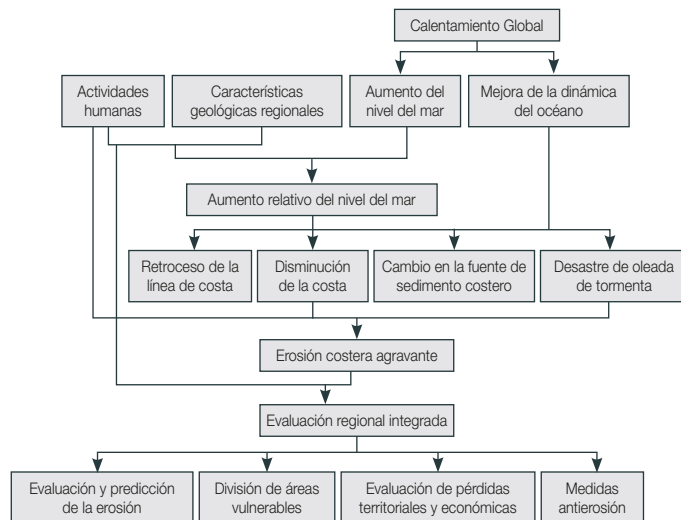 Calentamiento Global
Actividades
humanas
Características
geológicas regionales
Aumento del
nivel del mar
Mejora de la dinámica
del océano
Aumento relativo del nivel del mar
Retroceso de la
línea de costa
Disminución
de la costa
Cambio en la fuente de
sedimento costero
Desastre de oleada
de tormenta
Erosión costera agravante
Evaluación regional integrada
Evaluación y predicción
de la erosión
División de áreas
vulnerables
Evaluación de pérdidas
territoriales y económicas
Medidas
antierosión